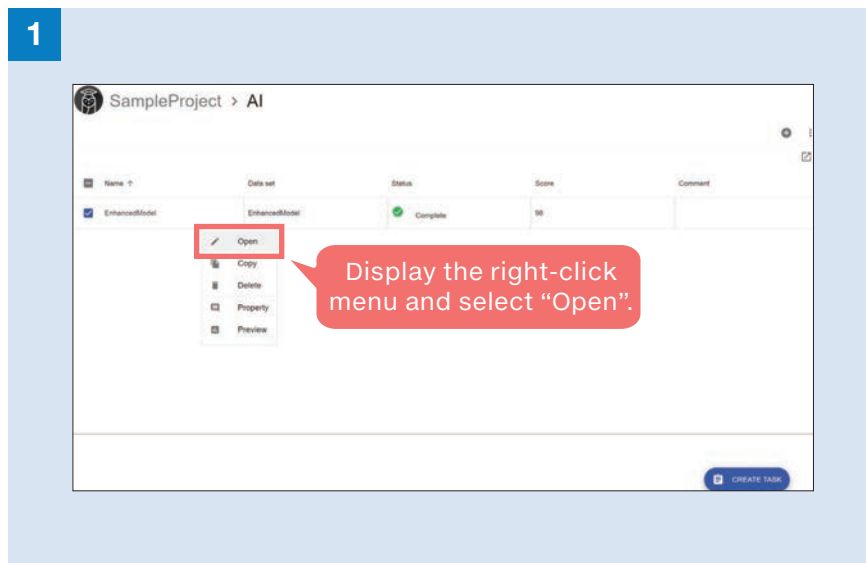 1
SampleProject > AI
Name ↑ Data set Status Score Comment
EnhancedModel EnhancedModel Complete 98
Open
Copy
Delete
Property
Preview
Display the right-click
menu and select “Open”.
CREATE TASK